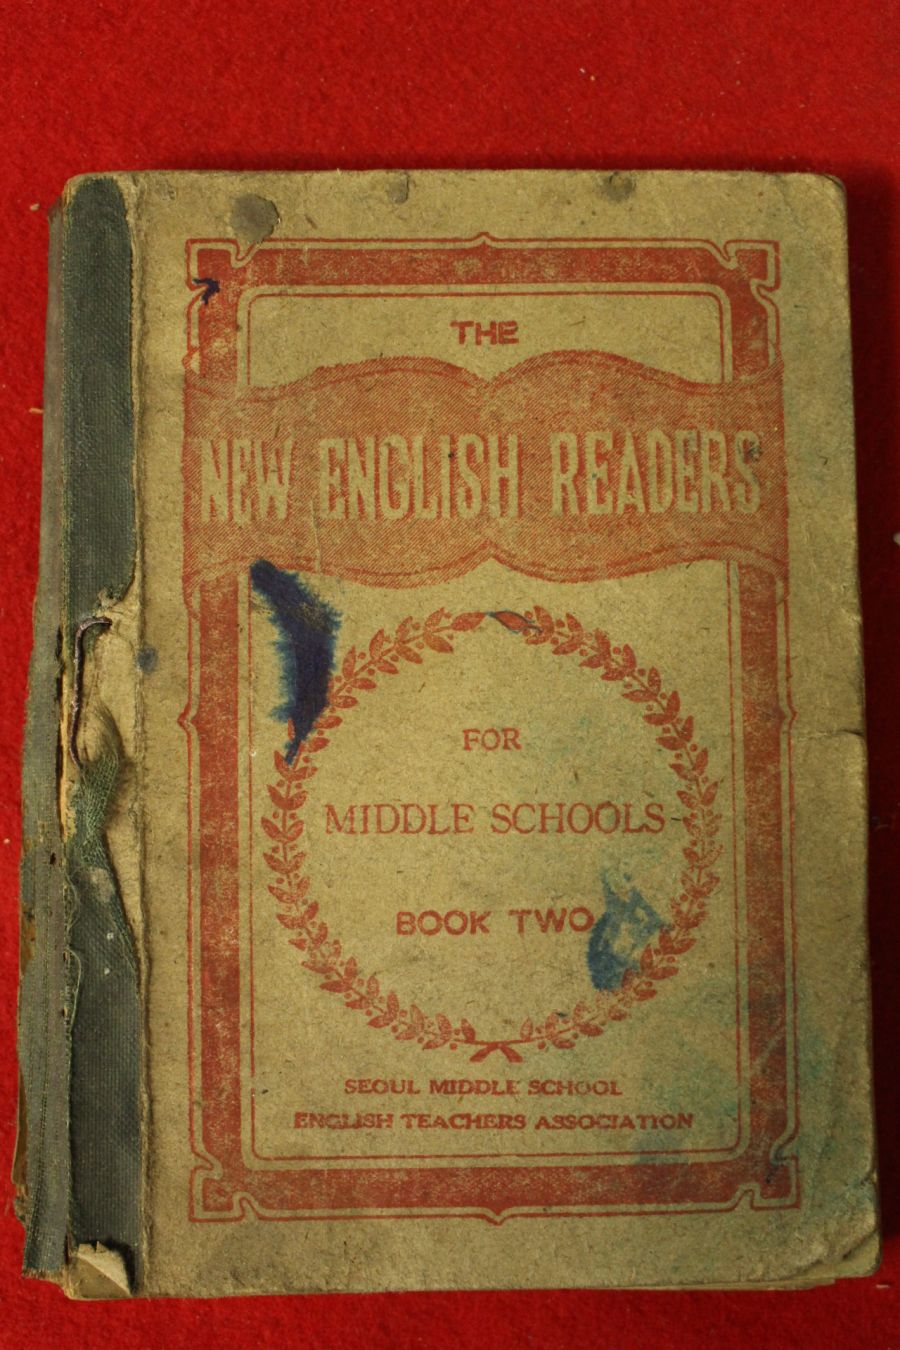 THE
NEW ENGLISH READERS
FOR
MIDDLE SCHOOLS
BOOK TWO
SEOUL MIDDLE SCHOOL
ENGLISH TEACHERS ASSOCIATION